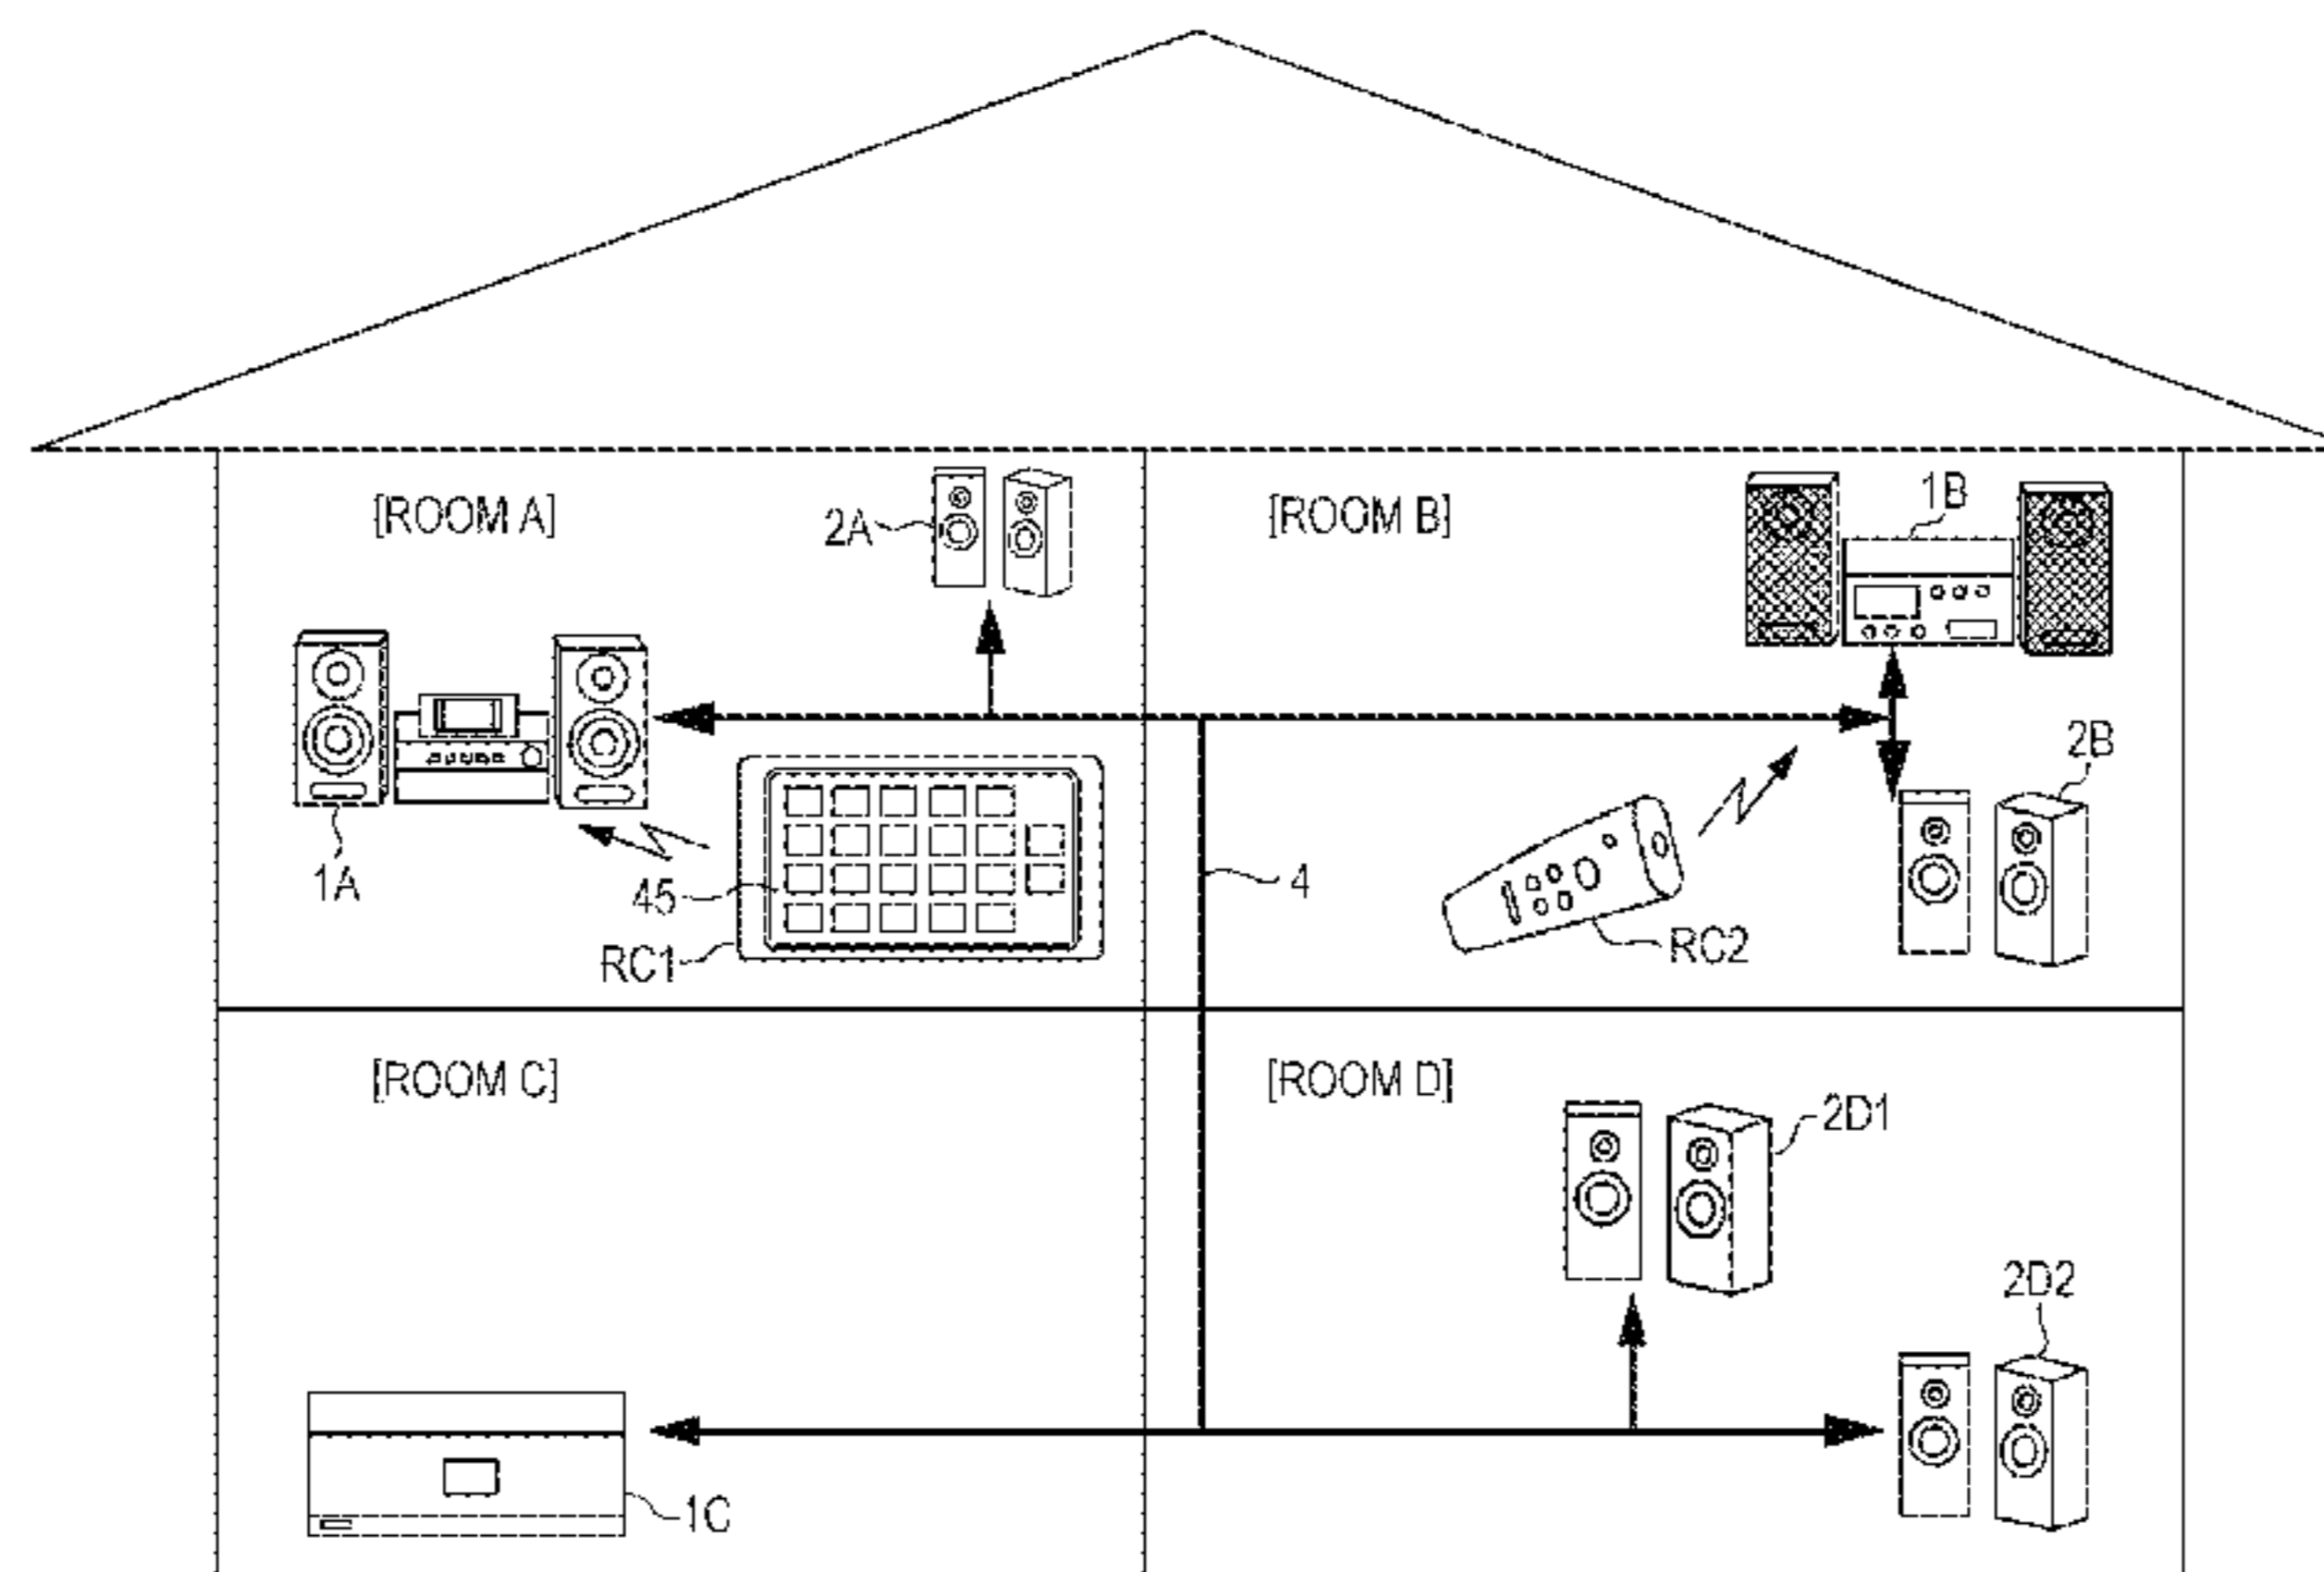 [ROOM A]
2A
[ROOM B]
1B
1A
45
RC1
4
RC2
2B
[ROOM C]
[ROOM D]
2D1
2D2
1C